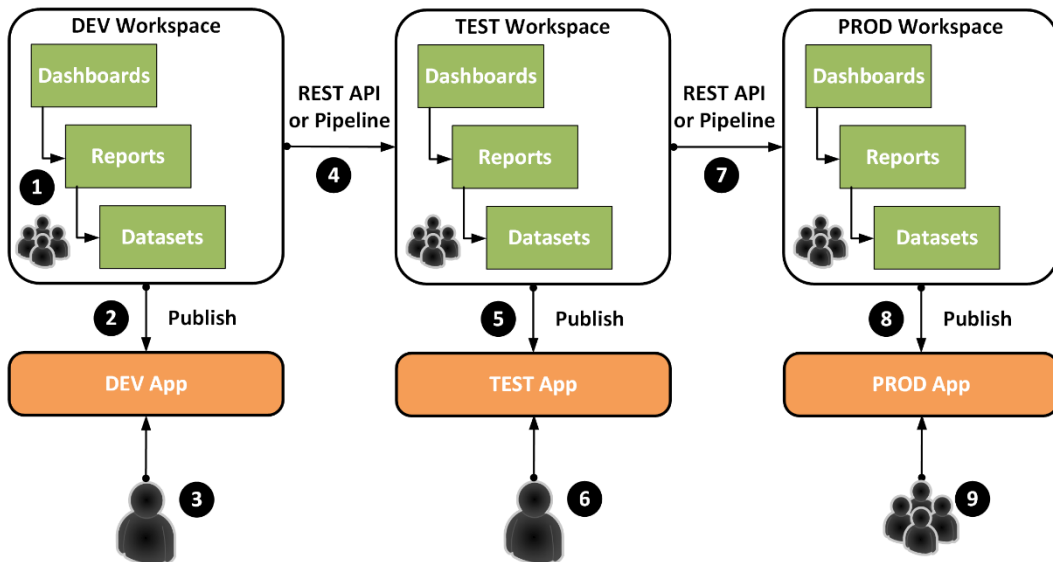 DEV Workspace
Dashboards
Reports
Datasets
1
REST API
or Pipeline
4
TEST Workspace
Dashboards
Reports
Datasets
REST API
or Pipeline
7
PROD Workspace
Dashboards
Reports
Datasets
2
Publish
5
Publish
8
Publish
DEV App
TEST App
PROD App
3
6
9